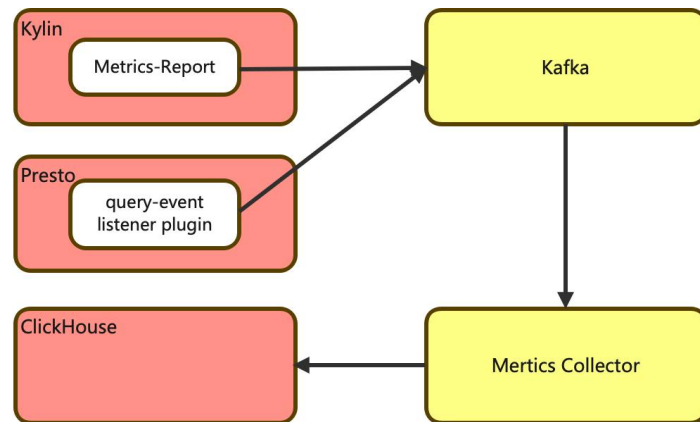 Kylin
Metrics-Report
Kafka
Presto
query-event
listener plugin
ClickHouse
Mertics Collector